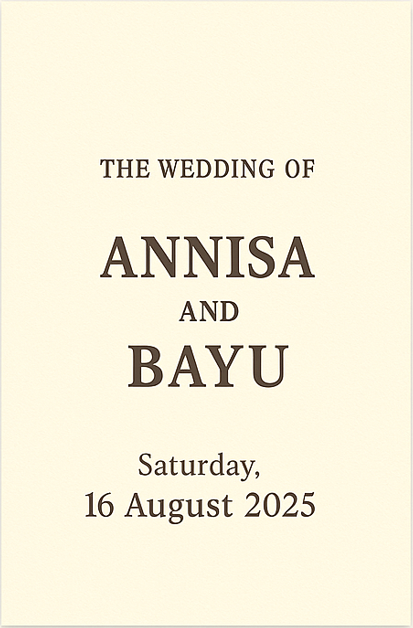 THE WEDDING OF
ANNISA
AND
BAYU
Saturday,
16 August 2025